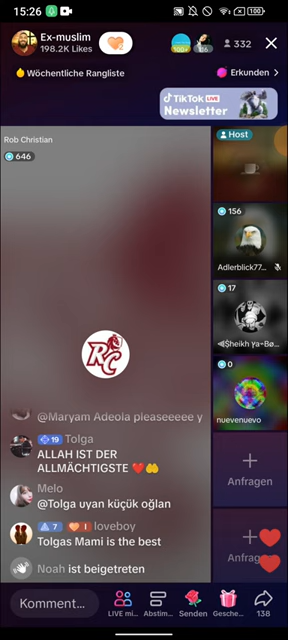 15:26
100
Ex-muslim
198.2K Likes
332
Wöchentliche Rangliste
Erkunden
TikTok LIVE
Newsletter
Rob Christian
646
Host
156
Adlerblick77...
17
0
nuevenuevo
RC
@Maryam Adeola pleaseeeee y
19 Tolga
ALLAH IST DER
ALLMÄCHTIGSTE ❤️🤲
Melo
@Tolga uyan küçük oğlan
7 1 loveboy
Tolgas Mami is the best
Noah ist beigetreten
Anfragen
Anfragen
Komment...
LIVE mi...
Abstim...
Senden
Gesche...
138